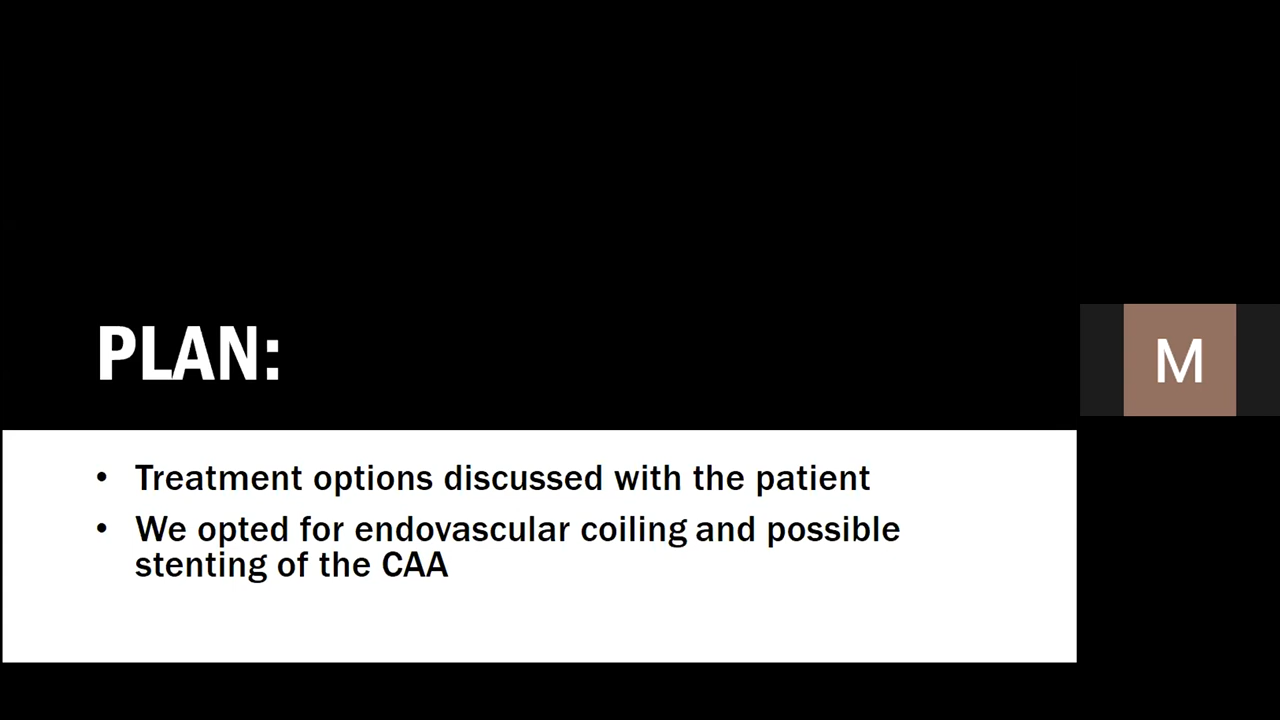 PLAN:
M
• Treatment options discussed with the patient
• We opted for endovascular coiling and possible
stenting of the CAA